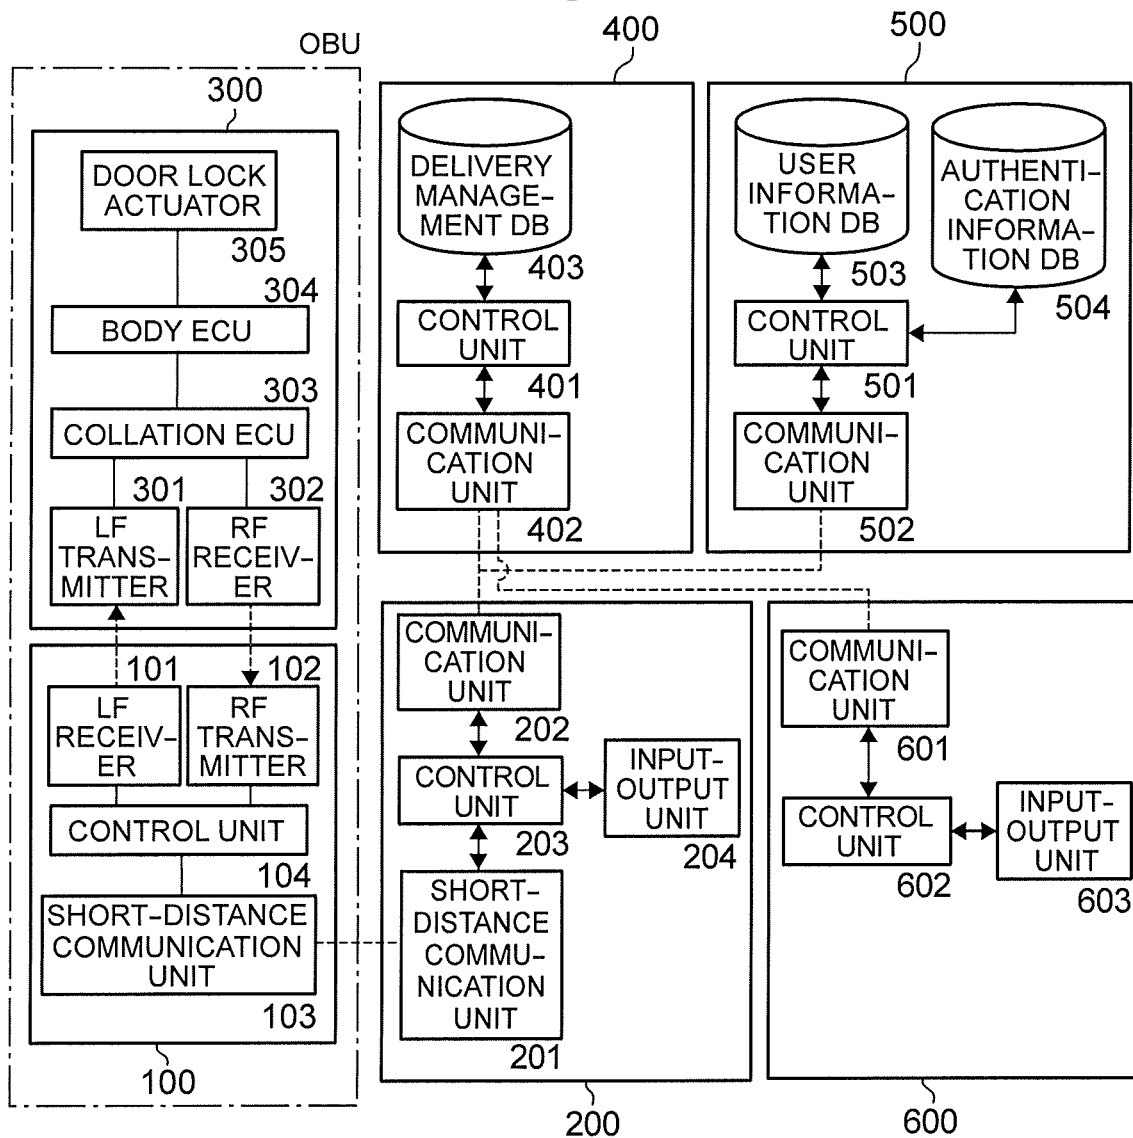 OBU
300
DOOR LOCK
ACTUATOR
305
304
BODY ECU
303
COLLATION ECU
301
302
LF
TRANS-
MITTER
RF
RECEIV-
ER
101
102
LF
RECEIV-
ER
RF
TRANS-
MITTER
CONTROL UNIT
104
SHORT-DISTANCE
COMMUNICATION
UNIT
103
100
400
DELIVERY
MANAGE-
MENT DB
403
CONTROL
UNIT
401
COMMUNI-
CATION
UNIT
402
500
USER
INFORMA-
TION DB
503
AUTHENTI-
CATION
INFORMA-
TION DB
504
CONTROL
UNIT
501
COMMUNI-
CATION
UNIT
502
COMMUNI-
CATION
UNIT
202
CONTROL
UNIT
203
INPUT-
OUTPUT
UNIT
204
SHORT-
DISTANCE
COMMU-
NICATION
UNIT
201
200
COMMUNI-
CATION
UNIT
601
CONTROL
UNIT
602
INPUT-
OUTPUT
UNIT
603
600